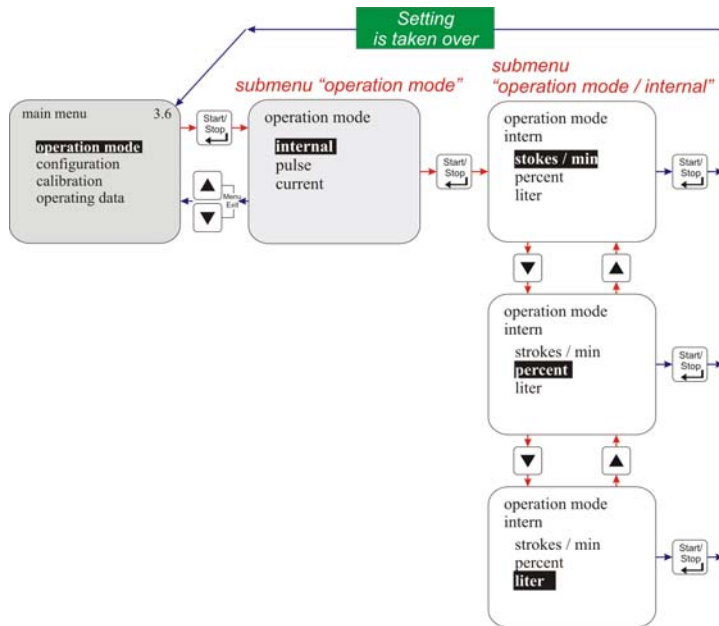 Setting
is taken over
submenu “operation mode”
submenu
“operation mode / internal”
main menu 3.6
operation mode
configuration
calibration
operating data
Start/
Stop
Menu
Exit
operation mode
internal
pulse
current
Start/
Stop
operation mode
intern
stokes / min
percent
liter
Start/
Stop
operation mode
intern
strokes / min
percent
liter
Start/
Stop
operation mode
intern
strokes / min
percent
liter
Start/
Stop